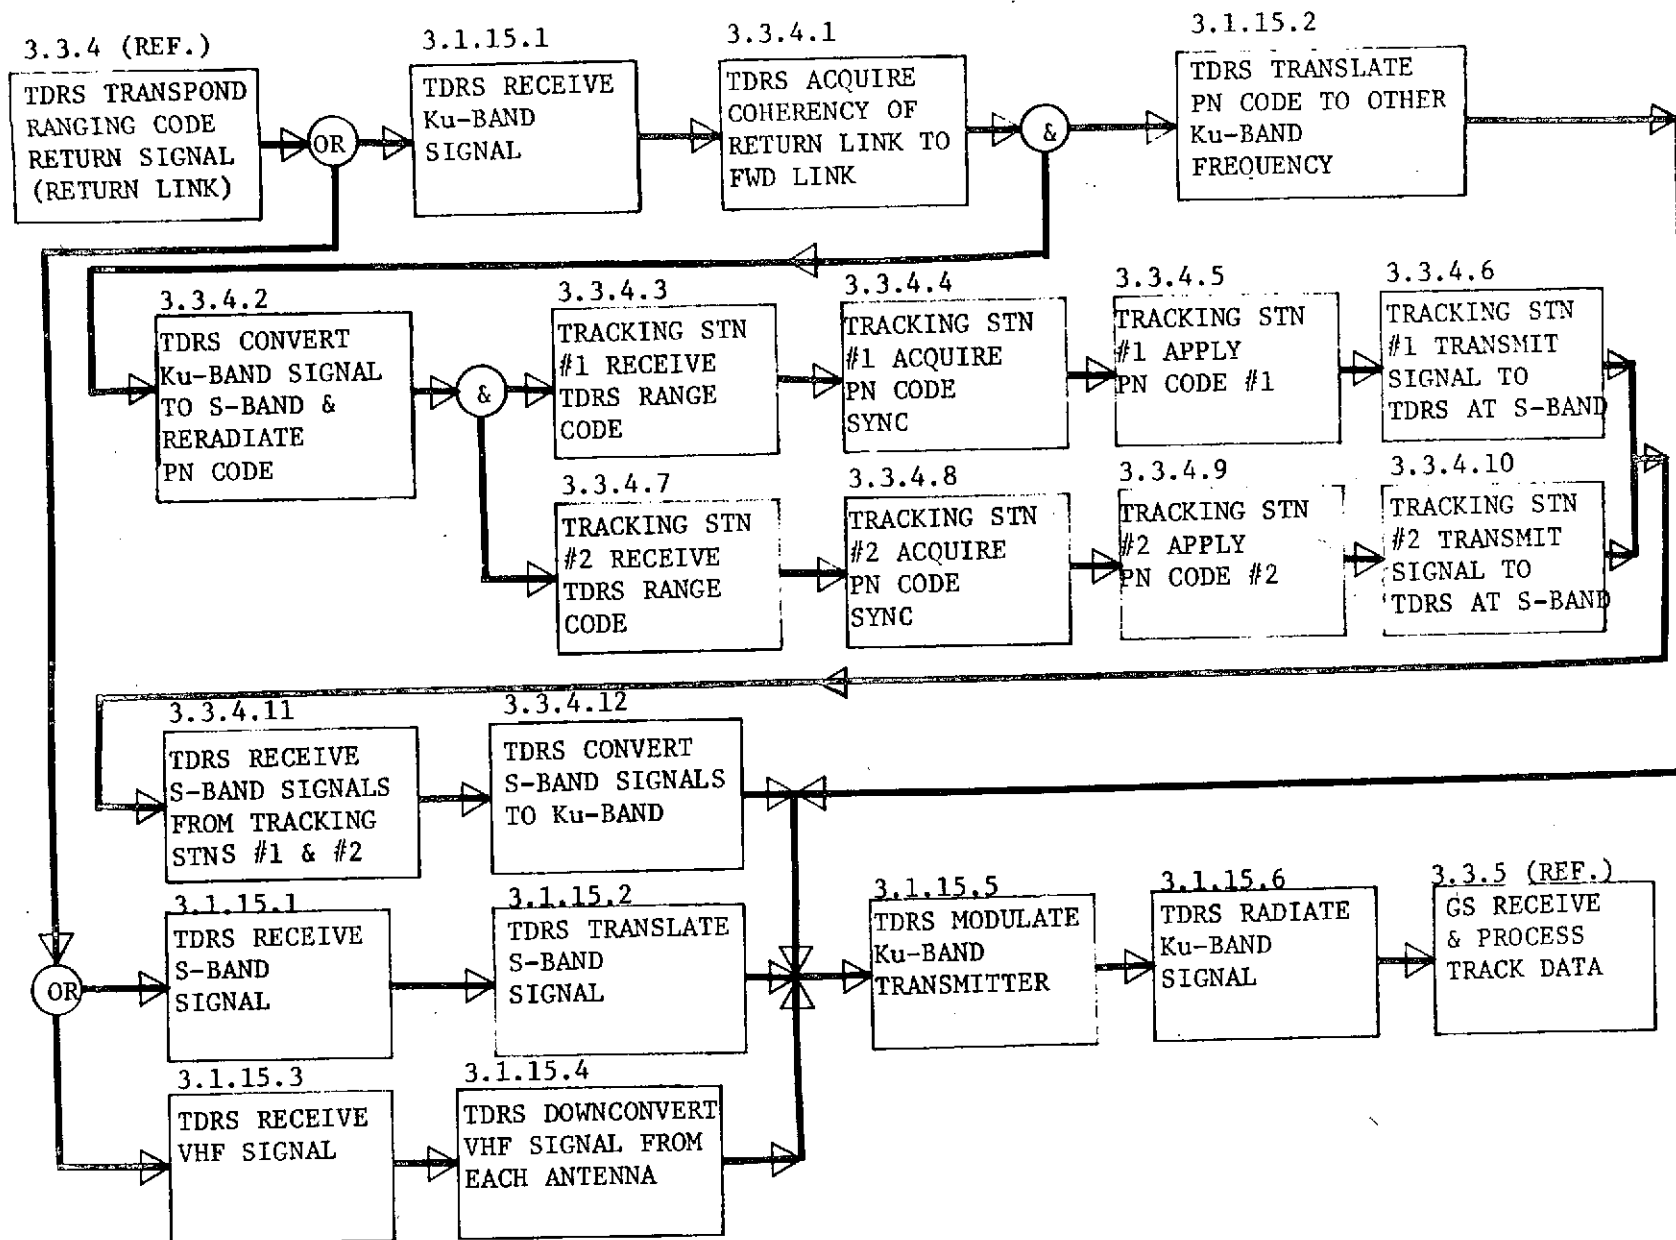 3.3.4 (REF.)
TDRS TRANSPOND
RANGING CODE
RETURN SIGNAL
(RETURN LINK)
OR
3.1.15.1
TDRS RECEIVE
Ku-BAND
SIGNAL
3.3.4.1
TDRS ACQUIRE
COHERENCY OF
RETURN LINK TO
FWD LINK
&
3.1.15.2
TDRS TRANSLATE
PN CODE TO OTHER
Ku-BAND
FREQUENCY
3.3.4.2
TDRS CONVERT
Ku-BAND SIGNAL
TO S-BAND &
RERADIATE
PN CODE
&
3.3.4.3
TRACKING STN
#1 RECEIVE
TDRS RANGE
CODE
3.3.4.4
TRACKING STN
#1 ACQUIRE
PN CODE
SYNC
3.3.4.5
TRACKING STN
#1 APPLY
PN CODE #1
3.3.4.6
TRACKING STN
#1 TRANSMIT
SIGNAL TO
TDRS AT S-BAND
3.3.4.7
TRACKING STN
#2 RECEIVE
TDRS RANGE
CODE
3.3.4.8
TRACKING STN
#2 ACQUIRE
PN CODE
SYNC
3.3.4.9
TRACKING STN
#2 APPLY
PN CODE #2
3.3.4.10
TRACKING STN
#2 TRANSMIT
SIGNAL TO
TDRS AT S-BAND
3.3.4.11
TDRS RECEIVE
S-BAND SIGNALS
FROM TRACKING
STNS #1 & #2
3.3.4.12
TDRS CONVERT
S-BAND SIGNALS
TO Ku-BAND
OR
3.1.15.1
TDRS RECEIVE
S-BAND
SIGNAL
3.1.15.2
TDRS TRANSLATE
S-BAND
SIGNAL
3.1.15.5
TDRS MODULATE
Ku-BAND
TRANSMITTER
3.1.15.6
TDRS RADIATE
Ku-BAND
SIGNAL
3.3.5 (REF.)
GS RECEIVE
& PROCESS
TRACK DATA
3.1.15.3
TDRS RECEIVE
VHF SIGNAL
3.1.15.4
TDRS DOWNCONVERT
VHF SIGNAL FROM
EACH ANTENNA